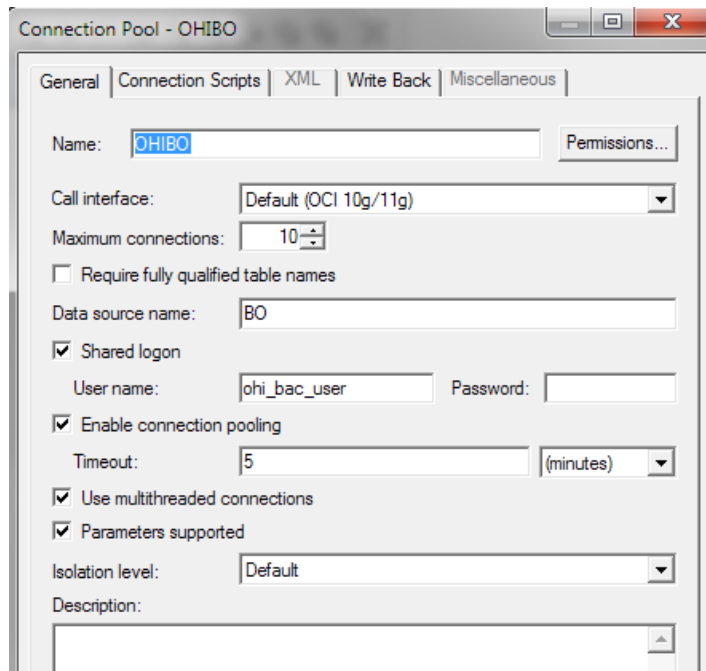 Connection Pool - OHIBO
General Connection Scripts XML Write Back Miscellaneous
Name: OHIBO Permissions...
Call interface: Default (OCI 10g/11g)
Maximum connections: 10
Require fully qualified table names
Data source name: BO
Shared logon
User name: ohi_bac_user Password:
Enable connection pooling
Timeout: 5 (minutes)
Use multithreaded connections
Parameters supported
Isolation level: Default
Description: